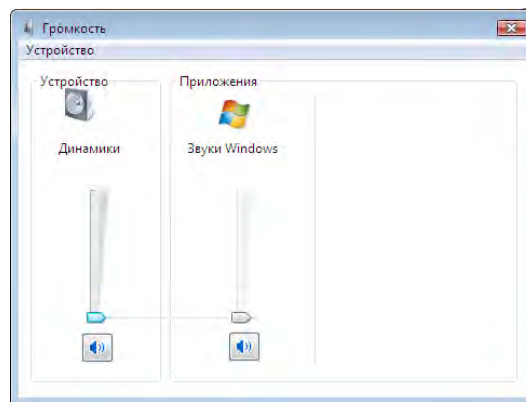 Громкость
Устройство
Устройство
Приложения
Динамики
Звуки Windows